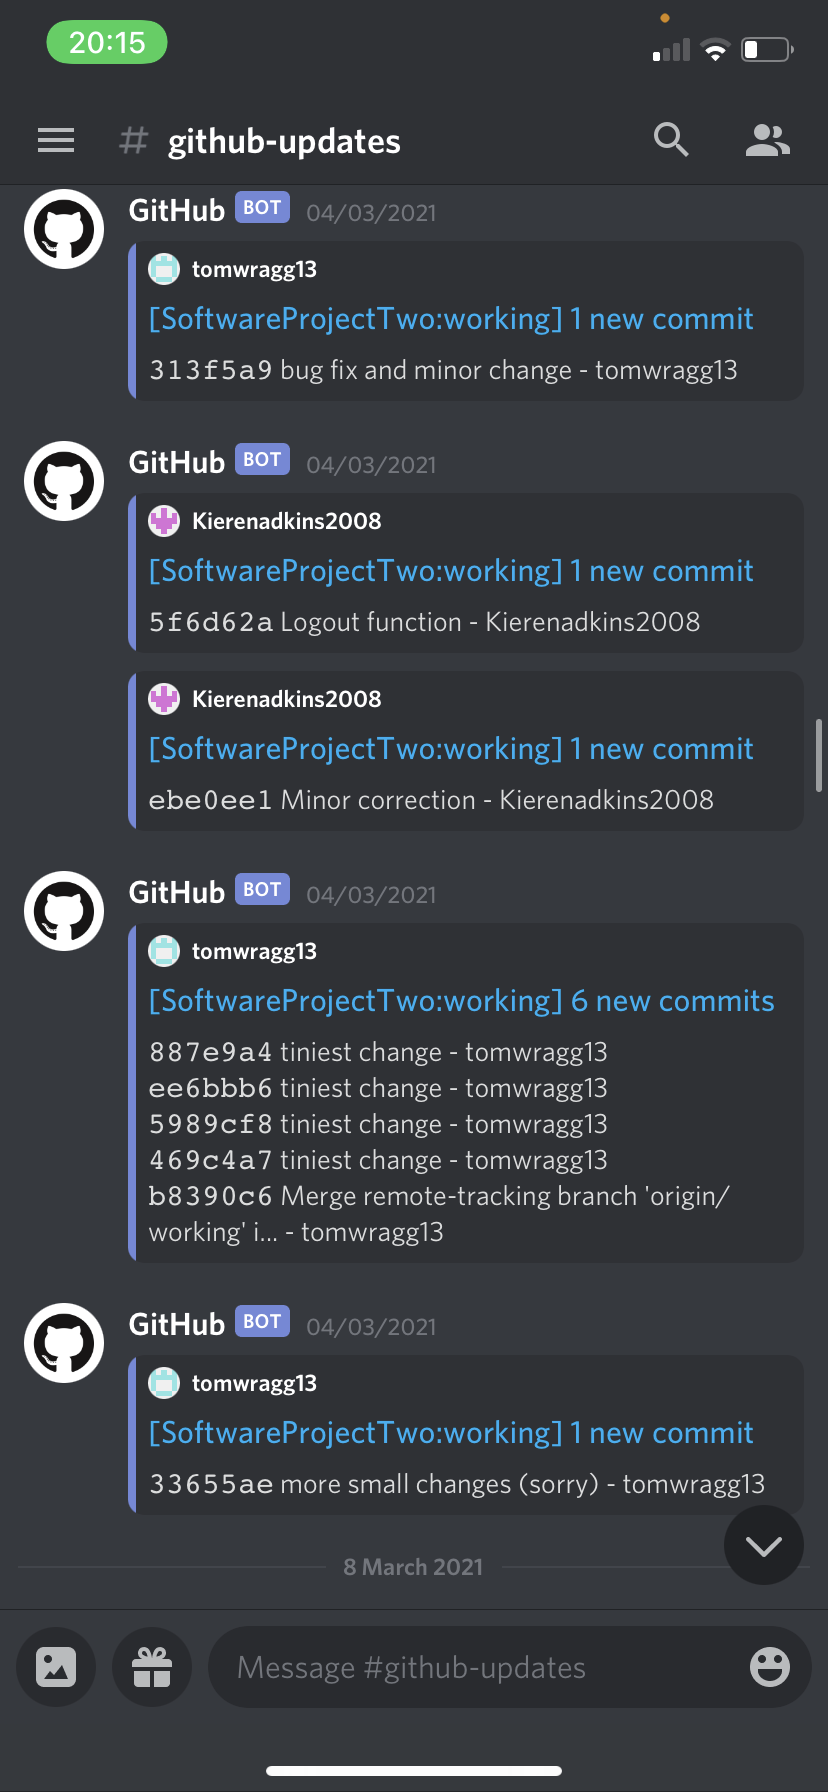 20:15
# github-updates
GitHub BOT 04/03/2021
tomwragg13
[SoftwareProjectTwo:working] 1 new commit
313f5a9 bug fix and minor change - tomwragg13
GitHub BOT 04/03/2021
Kierenadkins2008
[SoftwareProjectTwo:working] 1 new commit
5f6d62a Logout function - Kierenadkins2008
Kierenadkins2008
[SoftwareProjectTwo:working] 1 new commit
ebe0ee1 Minor correction - Kierenadkins2008
GitHub BOT 04/03/2021
tomwragg13
[SoftwareProjectTwo:working] 6 new commits
887e9a4 tiniest change - tomwragg13
ee6bbb6 tiniest change - tomwragg13
5989cf8 tiniest change - tomwragg13
469c4a7 tiniest change - tomwragg13
b8390c6 Merge remote-tracking branch 'origin/
working' i... - tomwragg13
GitHub BOT 04/03/2021
tomwragg13
[SoftwareProjectTwo:working] 1 new commit
33655ae more small changes (sorry) - tomwragg13
8 March 2021
Message #github-updates